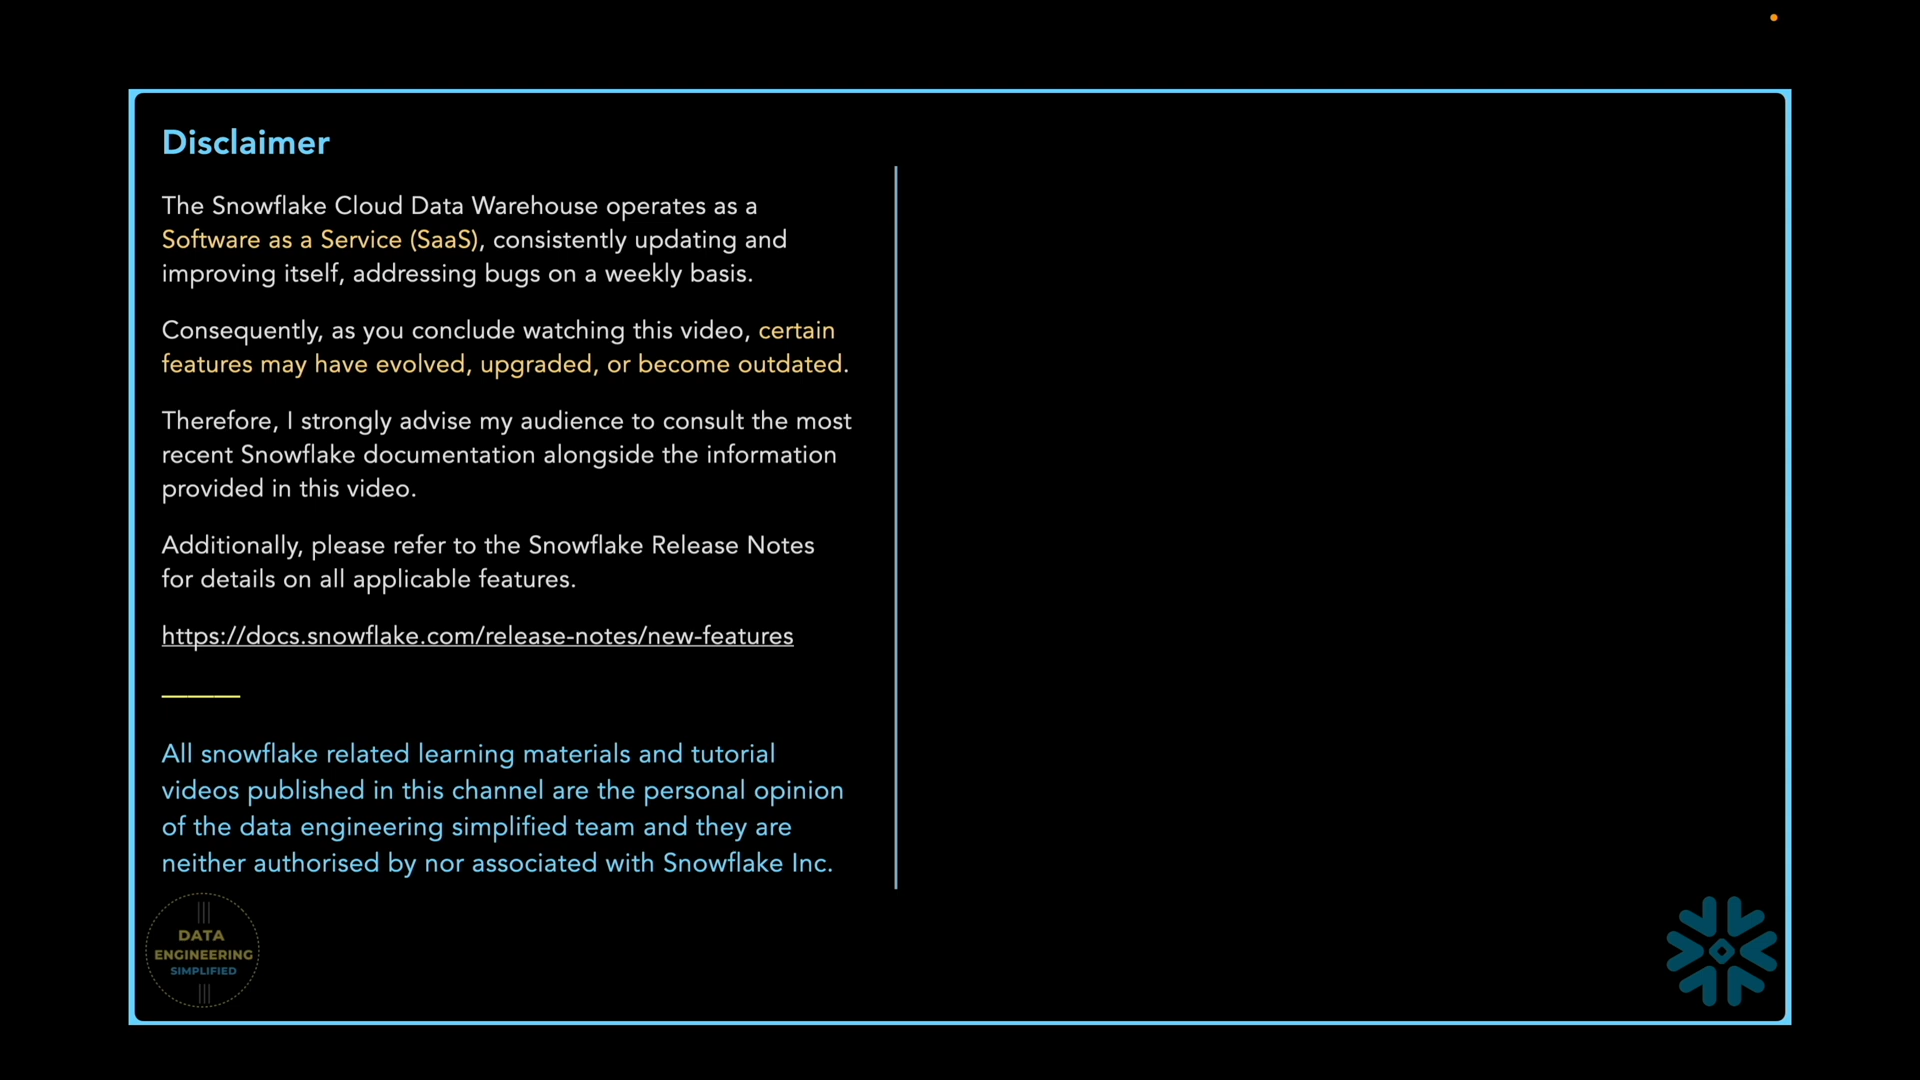 Disclaimer
The Snowflake Cloud Data Warehouse operates as a
Software as a Service (SaaS), consistently updating and
improving itself, addressing bugs on a weekly basis.
Consequently, as you conclude watching this video, certain
features may have evolved, upgraded, or become outdated.
Therefore, I strongly advise my audience to consult the most
recent Snowflake documentation alongside the information
provided in this video.
Additionally, please refer to the Snowflake Release Notes
for details on all applicable features.
https://docs.snowflake.com/release-notes/new-features
All snowflake related learning materials and tutorial
videos published in this channel are the personal opinion
of the data engineering simplified team and they are
neither authorised by nor associated with Snowflake Inc.
DATA
ENGINEERING
SIMPLIFIED